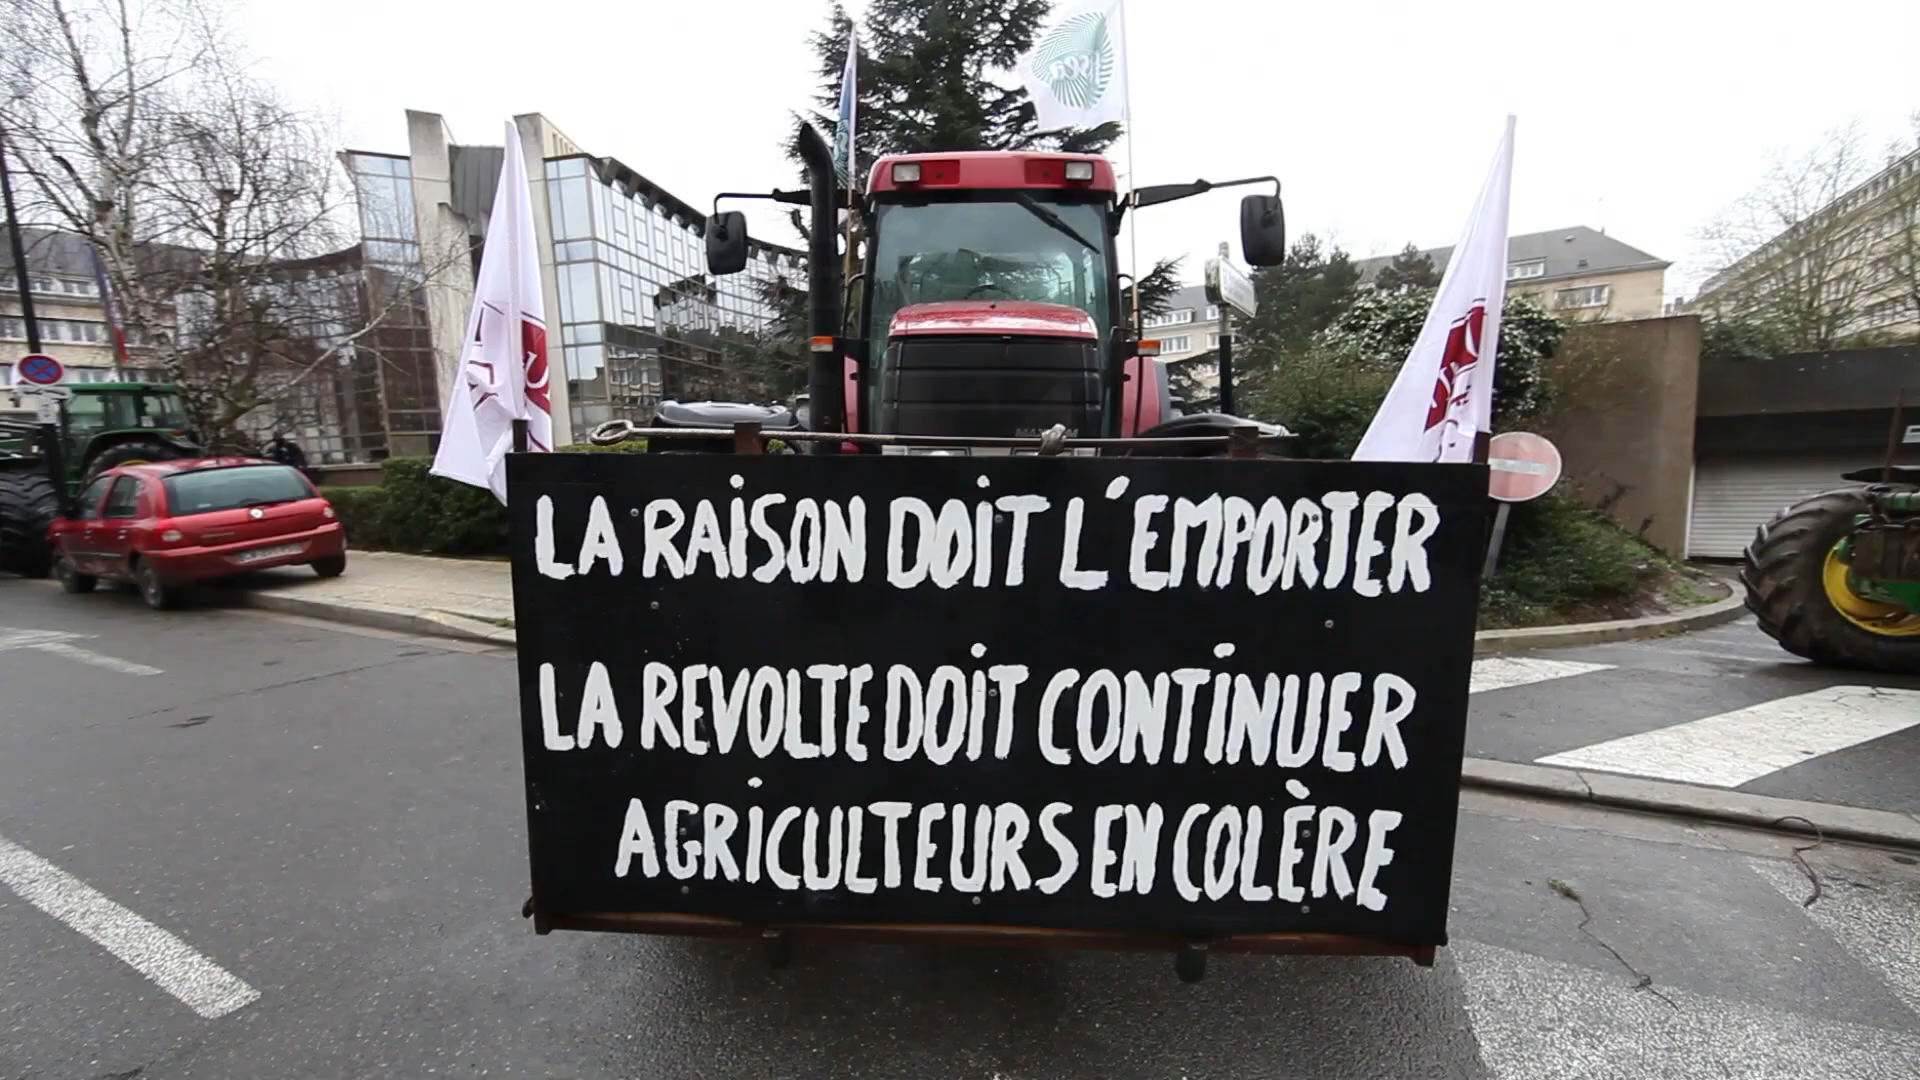 LA RAISON DOIT L'EMPORTER
LA REVOLTE DOIT CONTINUER
AGRICULTEURS EN COLÈRE